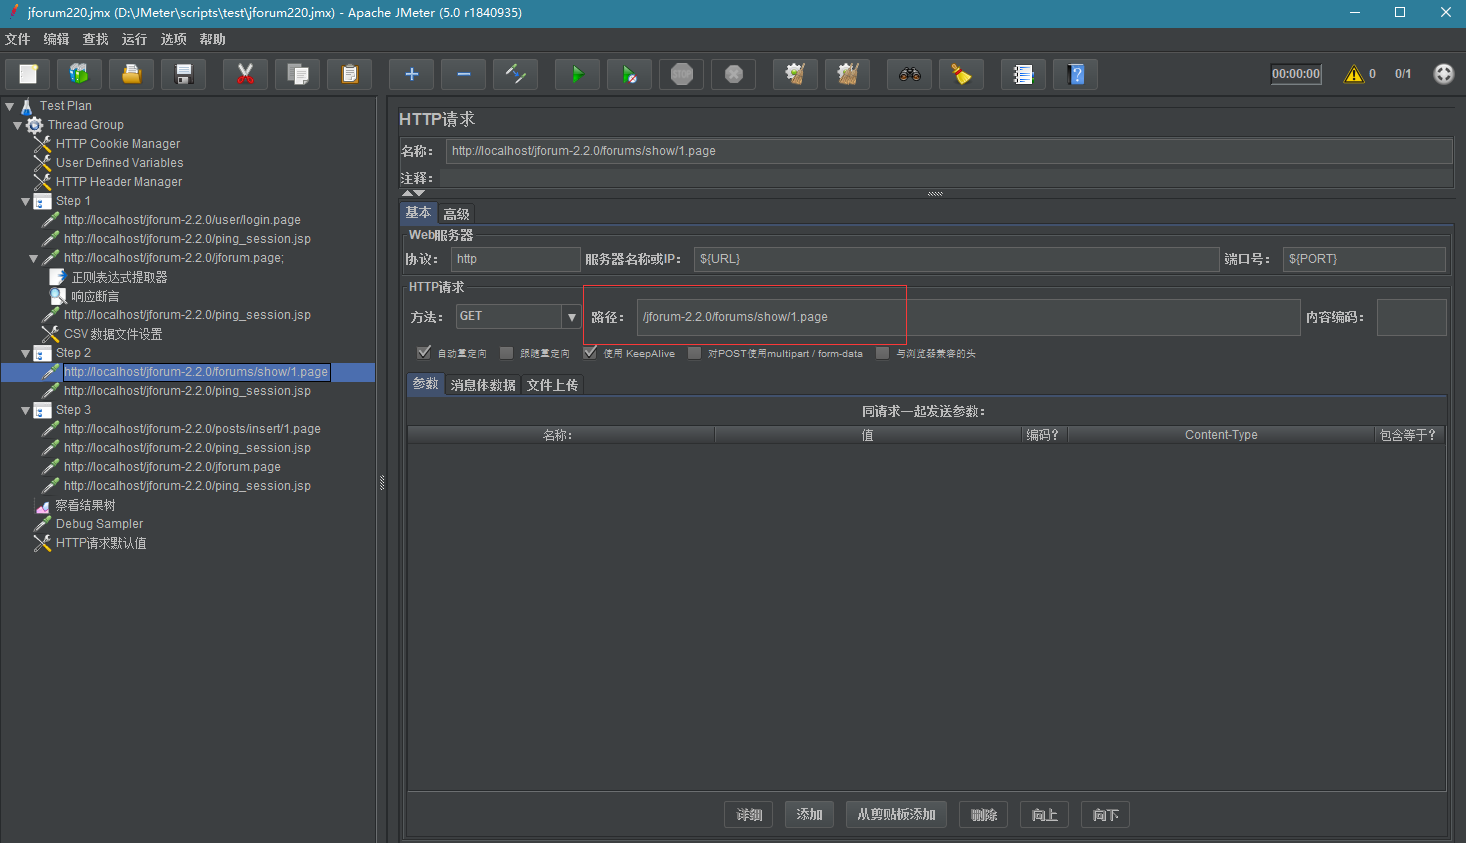 jforum220.jmx (D:\JMeter\scripts\test\jforum220.jmx) - Apache JMeter (5.0 r1840935)
文件 编辑 查找 运行 选项 帮助
STOP 00:00:00 0 0/1
Test Plan
Thread Group
HTTP Cookie Manager
User Defined Variables
HTTP Header Manager
Step 1
http://localhost/jforum-2.2.0/user/login.page
http://localhost/jforum-2.2.0/ping_session.jsp
http://localhost/jforum-2.2.0/jforum.page;
正则表达式提取器
响应断言
http://localhost/jforum-2.2.0/ping_session.jsp
CSV 数据文件设置
Step 2
http://localhost/jforum-2.2.0/forums/show/1.page
http://localhost/jforum-2.2.0/ping_session.jsp
Step 3
http://localhost/jforum-2.2.0/posts/insert/1.page
http://localhost/jforum-2.2.0/ping_session.jsp
http://localhost/jforum-2.2.0/jforum.page
http://localhost/jforum-2.2.0/ping_session.jsp
察看结果树
Debug Sampler
HTTP请求默认值
HTTP请求
名称： http://localhost/jforum-2.2.0/forums/show/1.page
注释：
基本 高级
Web服务器
协议： http 服务器名称或IP： ${URL} 端口号： ${PORT}
HTTP请求
方法： GET 路径： /jforum-2.2.0/forums/show/1.page 内容编码：
自动重定向 跟随重定向 使用 KeepAlive 对POST使用multipart / form-data 与浏览器兼容的头
参数 消息体数据 文件上传
同请求一起发送参数：
名称： 值 编码？ Content-Type 包含等于？
详细 添加 从剪贴板添加 删除 向上 向下